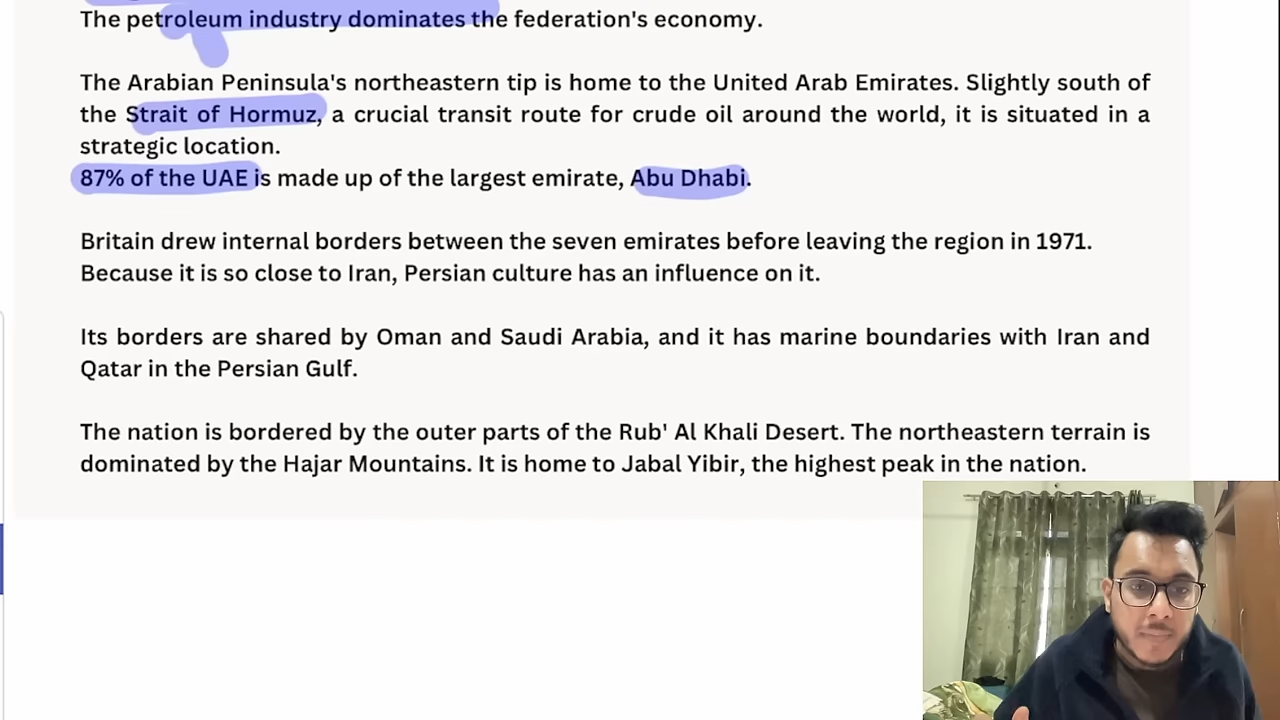 The petroleum industry dominates the federation's economy.
The Arabian Peninsula's northeastern tip is home to the United Arab Emirates. Slightly south of
the Strait of Hormuz, a crucial transit route for crude oil around the world, it is situated in a
strategic location.
87% of the UAE is made up of the largest emirate, Abu Dhabi.
Britain drew internal borders between the seven emirates before leaving the region in 1971.
Because it is so close to Iran, Persian culture has an influence on it.
Its borders are shared by Oman and Saudi Arabia, and it has marine boundaries with Iran and
Qatar in the Persian Gulf.
The nation is bordered by the outer parts of the Rub' Al Khali Desert. The northeastern terrain is
dominated by the Hajar Mountains. It is home to Jabal Yibir, the highest peak in the nation.